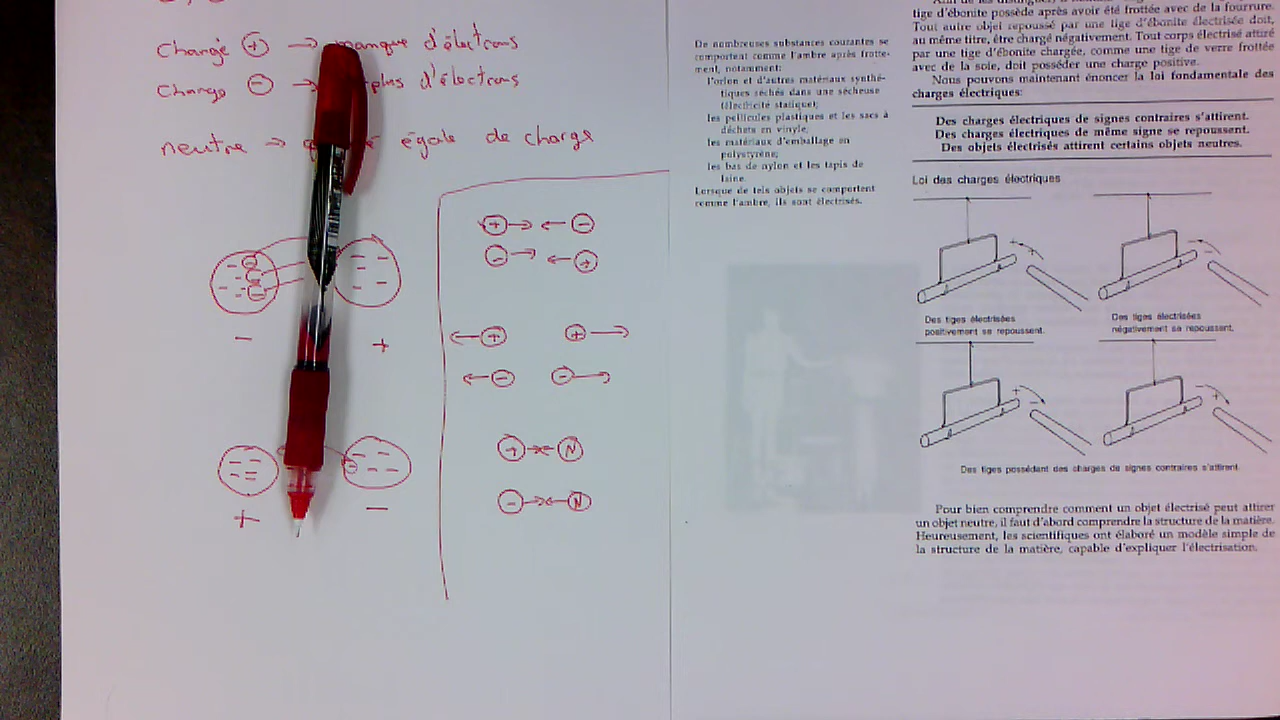 Chargé + → manque d'électrons
Chargé - → plus d'électrons
neutre → égale de charge
- +
+ -
+ → ← -
- → ← +
← + + →
← - - →
+ →← N
- →← N
De nombreuses substances courantes se
comportent comme l'ambre après frotte-
ment, notamment:
l'orlon et d'autres matériaux synthé-
tiques séchés dans une sécheuse
(électricité statique);
les pellicules plastiques et les sacs à
déchets en vinyle;
les matériaux d'emballage en
polystyrène;
les bas de nylon et les tapis de
laine.
Lorsque de tels objets se comportent
comme l'ambre, ils sont électrisés.
tige d'ébonite possède après avoir été frottée avec de la fourrure.
Tout autre objet repoussé par une tige d'ébonite électrisée doit,
au même titre, être chargé négativement. Tout corps électrisé attiré
par une tige d'ébonite chargée, comme une tige de verre frottée
avec de la soie, doit posséder une charge positive.
Nous pouvons maintenant énoncer la loi fondamentale des
charges électriques:
Des charges électriques de signes contraires s'attirent.
Des charges électriques de même signe se repoussent.
Des objets électrisés attirent certains objets neutres.
Loi des charges électriques
Des tiges électrisées
positivement se repoussent.
Des tiges électrisées
négativement se repoussent.
Des tiges possédant des charges de signes contraires s'attirent.
Pour bien comprendre comment un objet électrisé peut attirer
un objet neutre, il faut d'abord comprendre la structure de la matière.
Heureusement, les scientifiques ont élaboré un modèle simple de
la structure de la matière, capable d'expliquer l'électrisation.